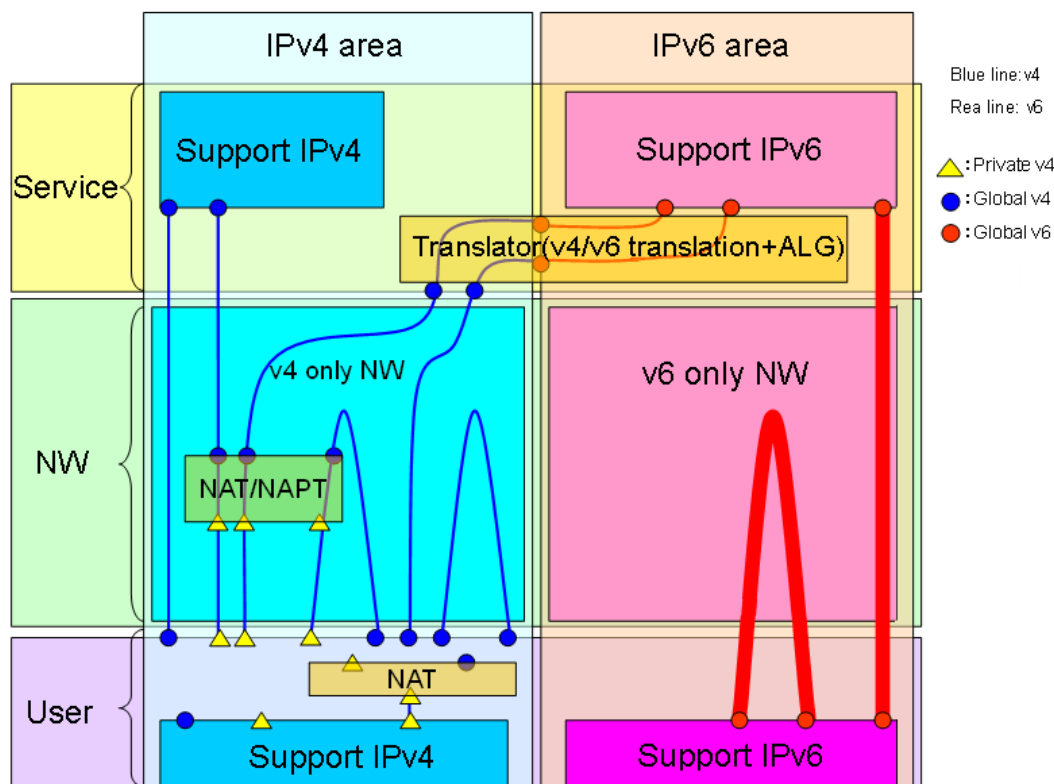 IPv4 area
IPv6 area
Blue line: v4
Rea line: v6
Service
Support IPv4
Support IPv6
△: Private v4
●: Global v4
●: Global v6
Translator(v4/v6 translation+ALG)
v4 only NW
v6 only NW
NW
NAT/NAPT
User
NAT
Support IPv4
Support IPv6